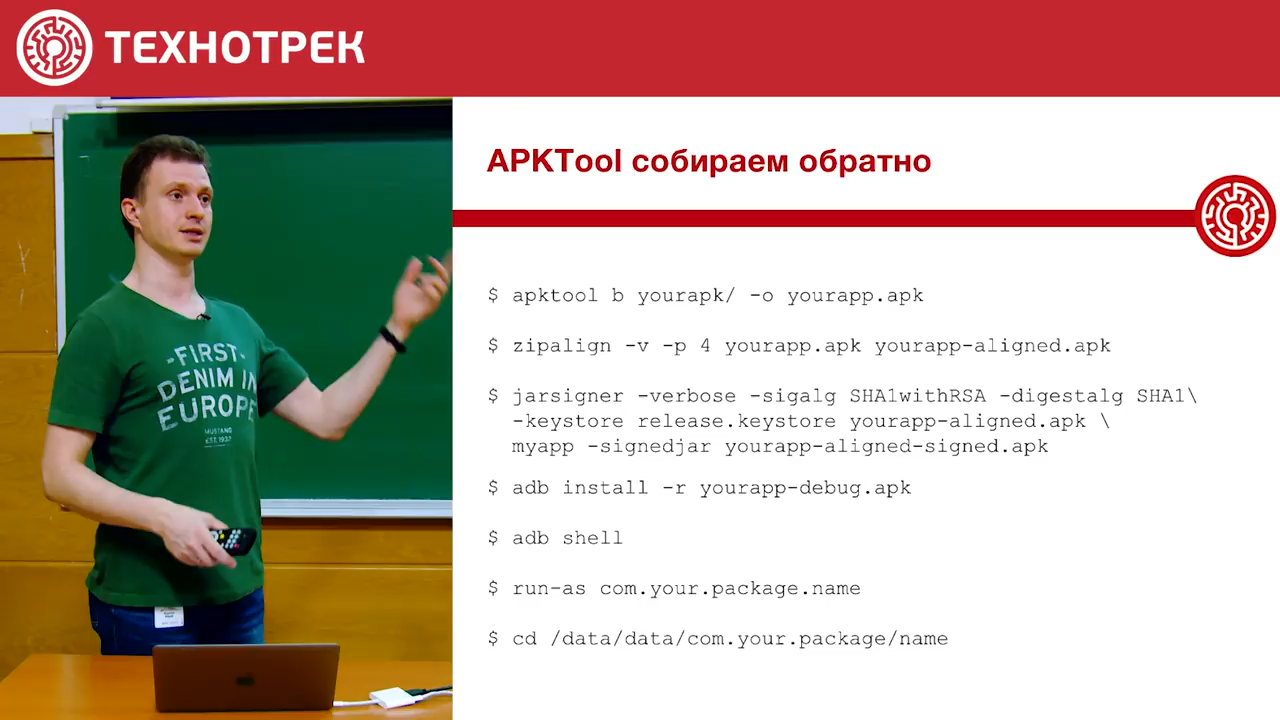 ТЕХНОТРЕК
-FIRST-
DENIM IN
EUROPE
MUSTANG
EST. 1932
APKTool собираем обратно
$ apktool b yourapk/ -o yourapp.apk
$ zipalign -v -p 4 yourapp.apk yourapp-aligned.apk
$ jarsigner -verbose -sigalg SHA1withRSA -digestalg SHA1\
-keystore release.keystore yourapp-aligned.apk \
myapp -signedjar yourapp-aligned-signed.apk
$ adb install -r yourapp-debug.apk
$ adb shell
$ run-as com.your.package.name
$ cd /data/data/com.your.package/name